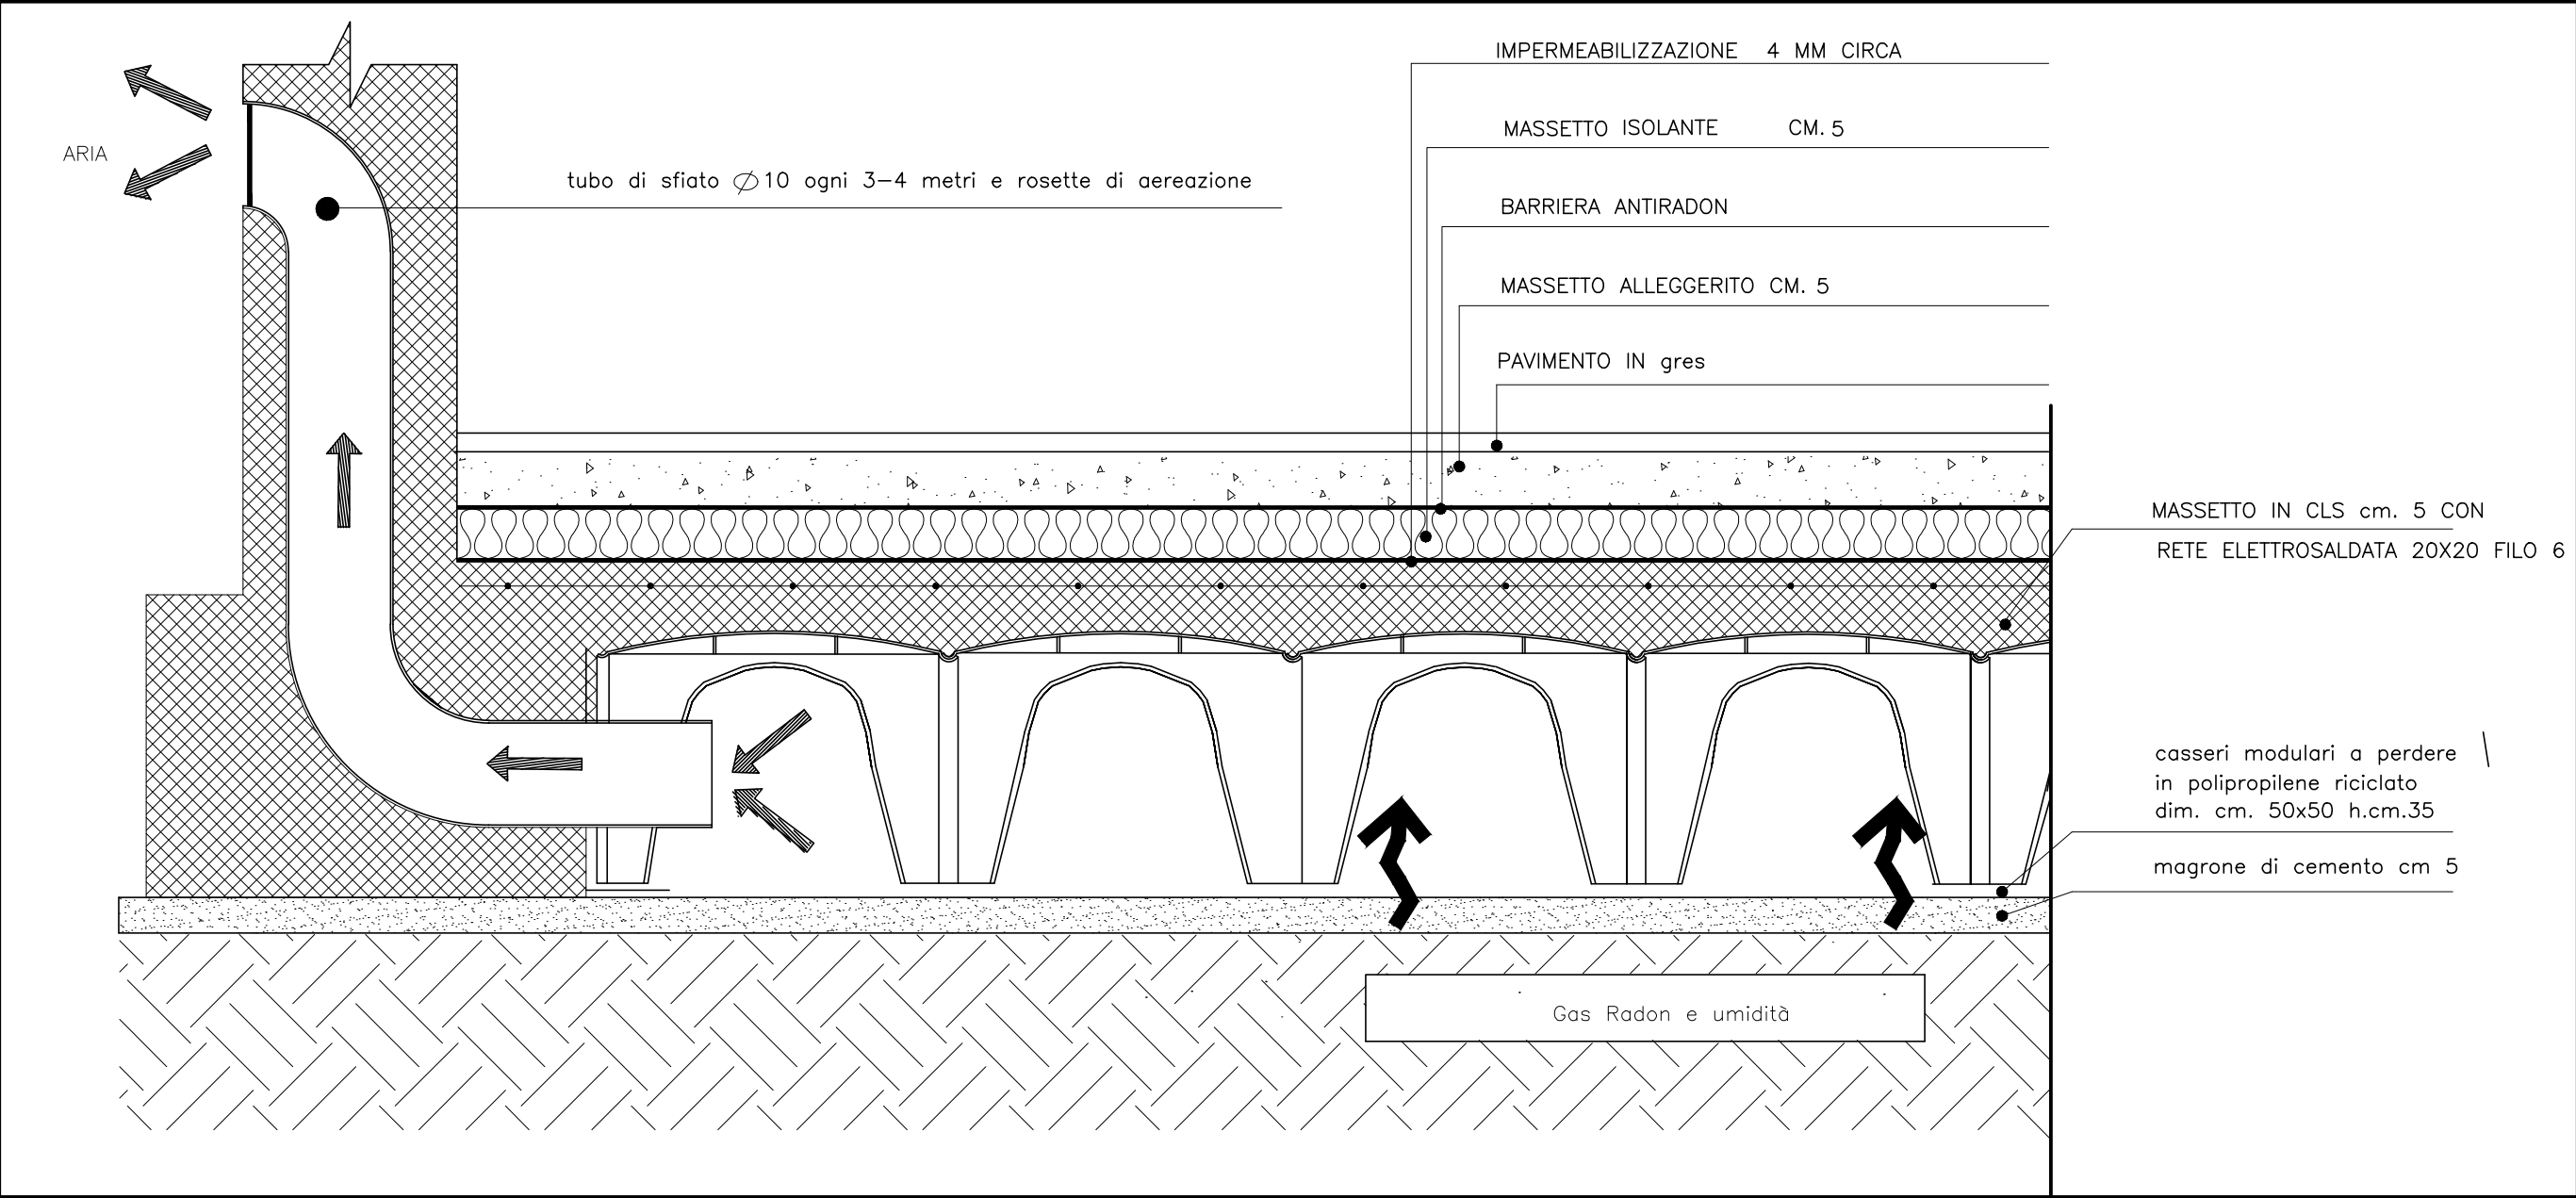 IMPERMEABILIZZAZIONE 4 MM CIRCA
MASSETTO ISOLANTE CM. 5
ARIA
tubo di sfiato ∅10 ogni 3-4 metri e rosette di aereazione
BARRIERA ANTIRADON
MASSETTO ALLEGGERITO CM. 5
PAVIMENTO IN gres
MASSETTO IN CLS cm. 5 CON
RETE ELETTROSALDATA 20X20 FILO 6
casseri modulari a perdere \
in polipropilene riciclato
dim. cm. 50x50 h.cm.35
magrone di cemento cm 5
Gas Radon e umidità